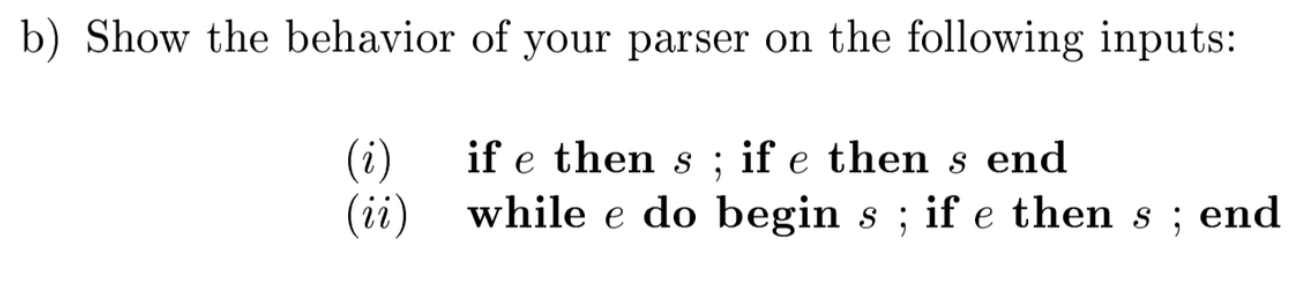 b) Show the behavior of your parser on the following inputs:
(i) if e then s ; if e then s end
(ii) while e do begin s ; if e then s ; end